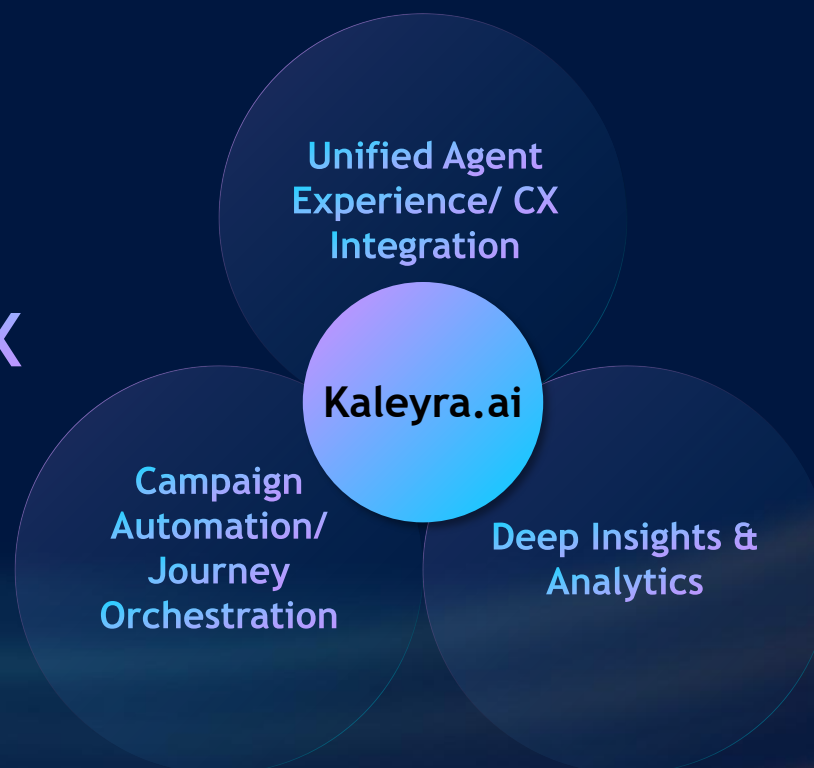 Unified Agent
Experience/ CX
Integration
X
Kaleyra.ai
Campaign
Automation/
Journey
Orchestration
Deep Insights &
Analytics